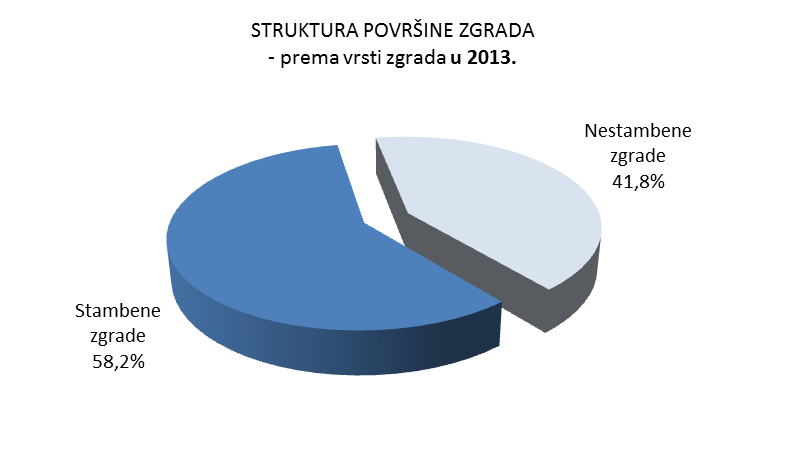 STRUKTURA POVRŠINE ZGRADA
- prema vrsti zgrada u 2013.
Nestambene
zgrade
41,8%
Stambene
zgrade
58,2%